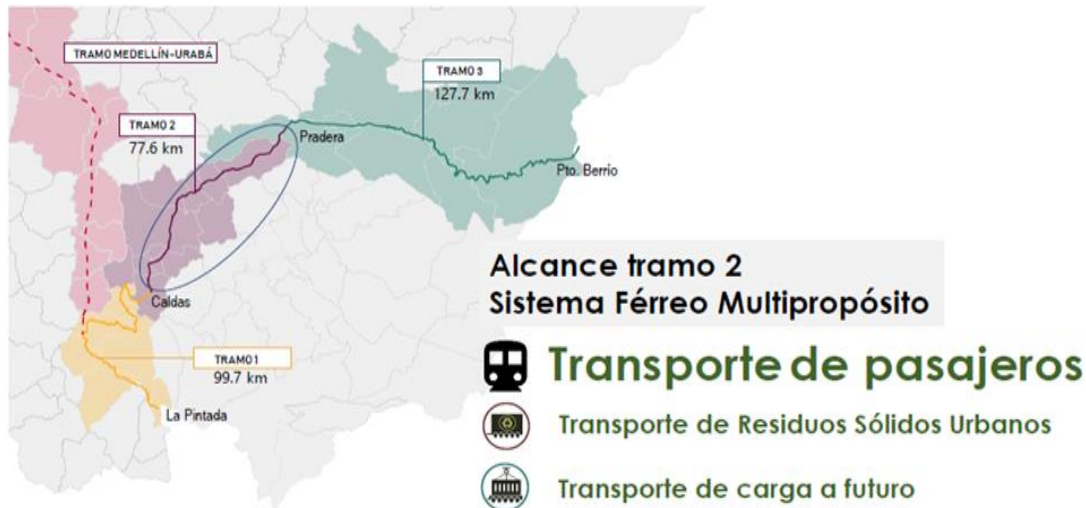 TRAMO MEDELLÍN-URABÁ
TRAMO 3
127.7 km
TRAMO 2
77.6 km
Pradera
Pto. Berrío
Caldas
TRAMO 1
99.7 km
La Pintada
Alcance tramo 2
Sistema Férreo Multipropósito
Transporte de pasajeros
Transporte de Residuos Sólidos Urbanos
Transporte de carga a futuro